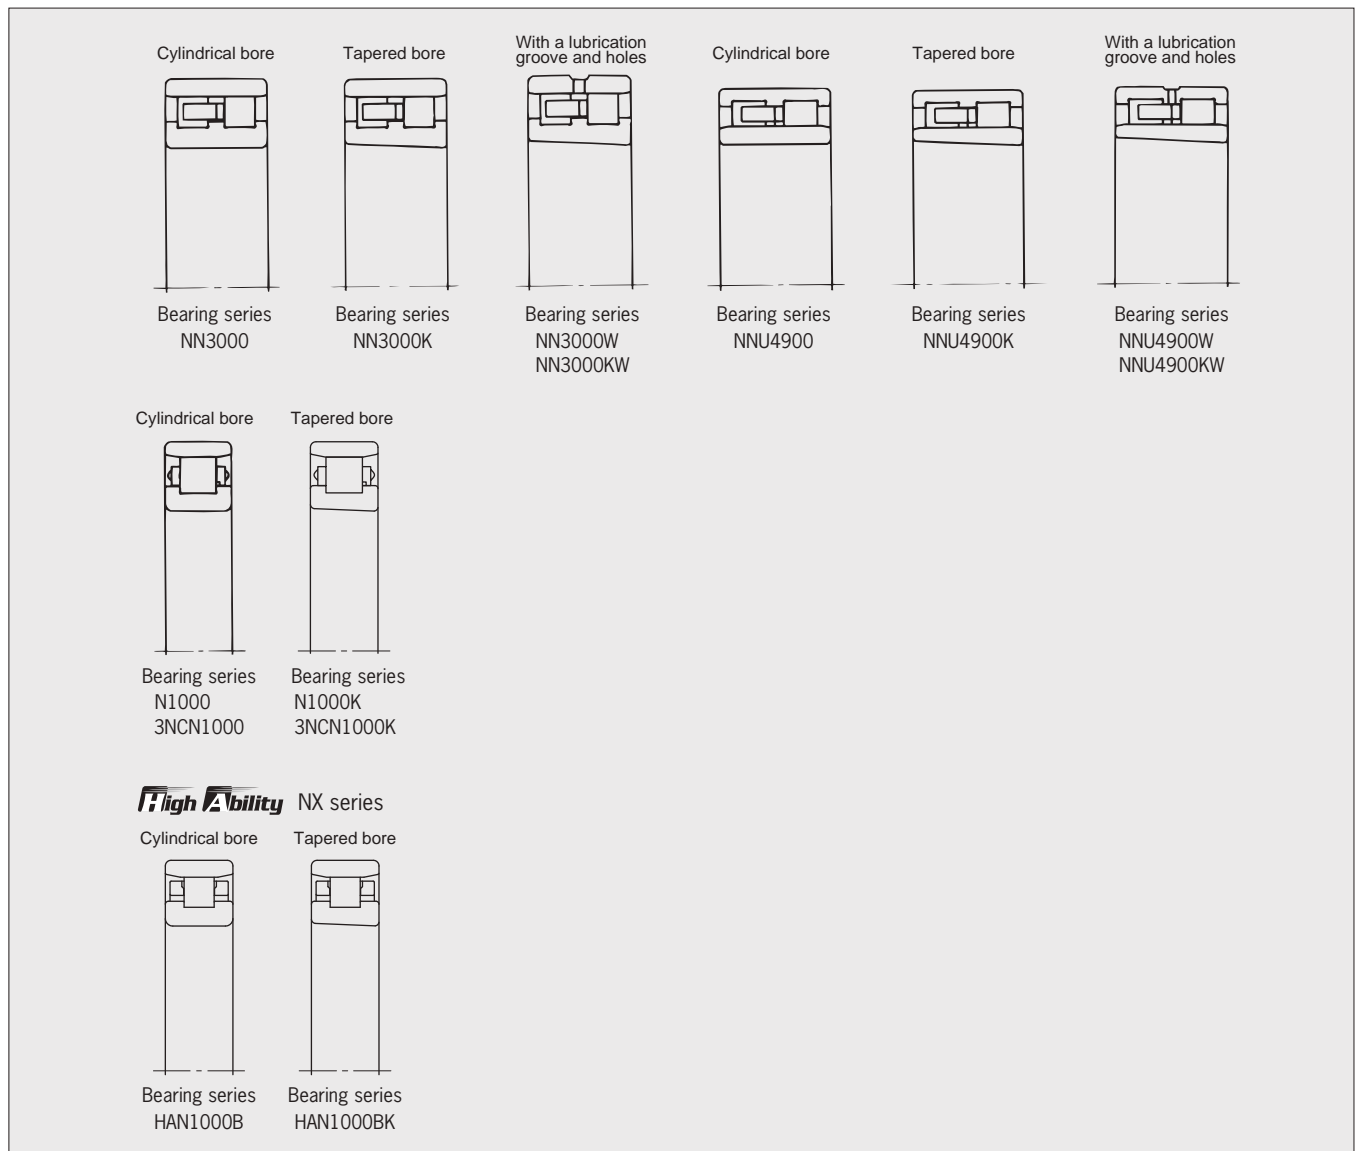 Cylindrical bore
Tapered bore
With a lubrication
groove and holes
Cylindrical bore
Tapered bore
With a lubrication
groove and holes
Bearing series
NN3000
Bearing series
NN3000K
Bearing series
NN3000W
NN3000KW
Bearing series
NNU4900
Bearing series
NNU4900K
Bearing series
NNU4900W
NNU4900KW
Cylindrical bore
Tapered bore
Bearing series
N1000
3NCN1000
Bearing series
N1000K
3NCN1000K
High Ability NX series
Cylindrical bore
Tapered bore
Bearing series
HAN1000B
Bearing series
HAN1000BK